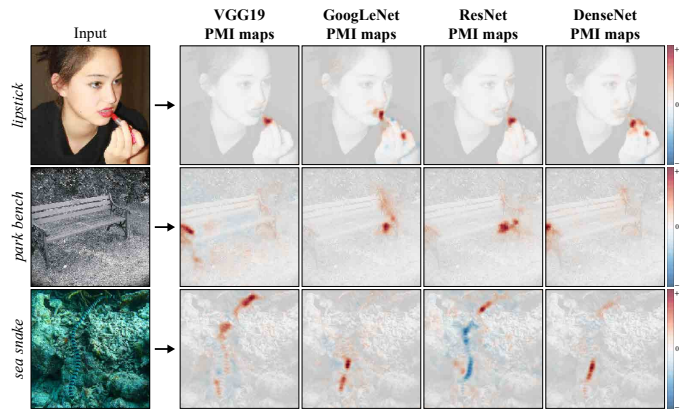 Input
VGG19
PMI maps
GoogLeNet
PMI maps
ResNet
PMI maps
DenseNet
PMI maps
lipstick
+
0
-
park bench
+
0
-
sea snake
+
0
-